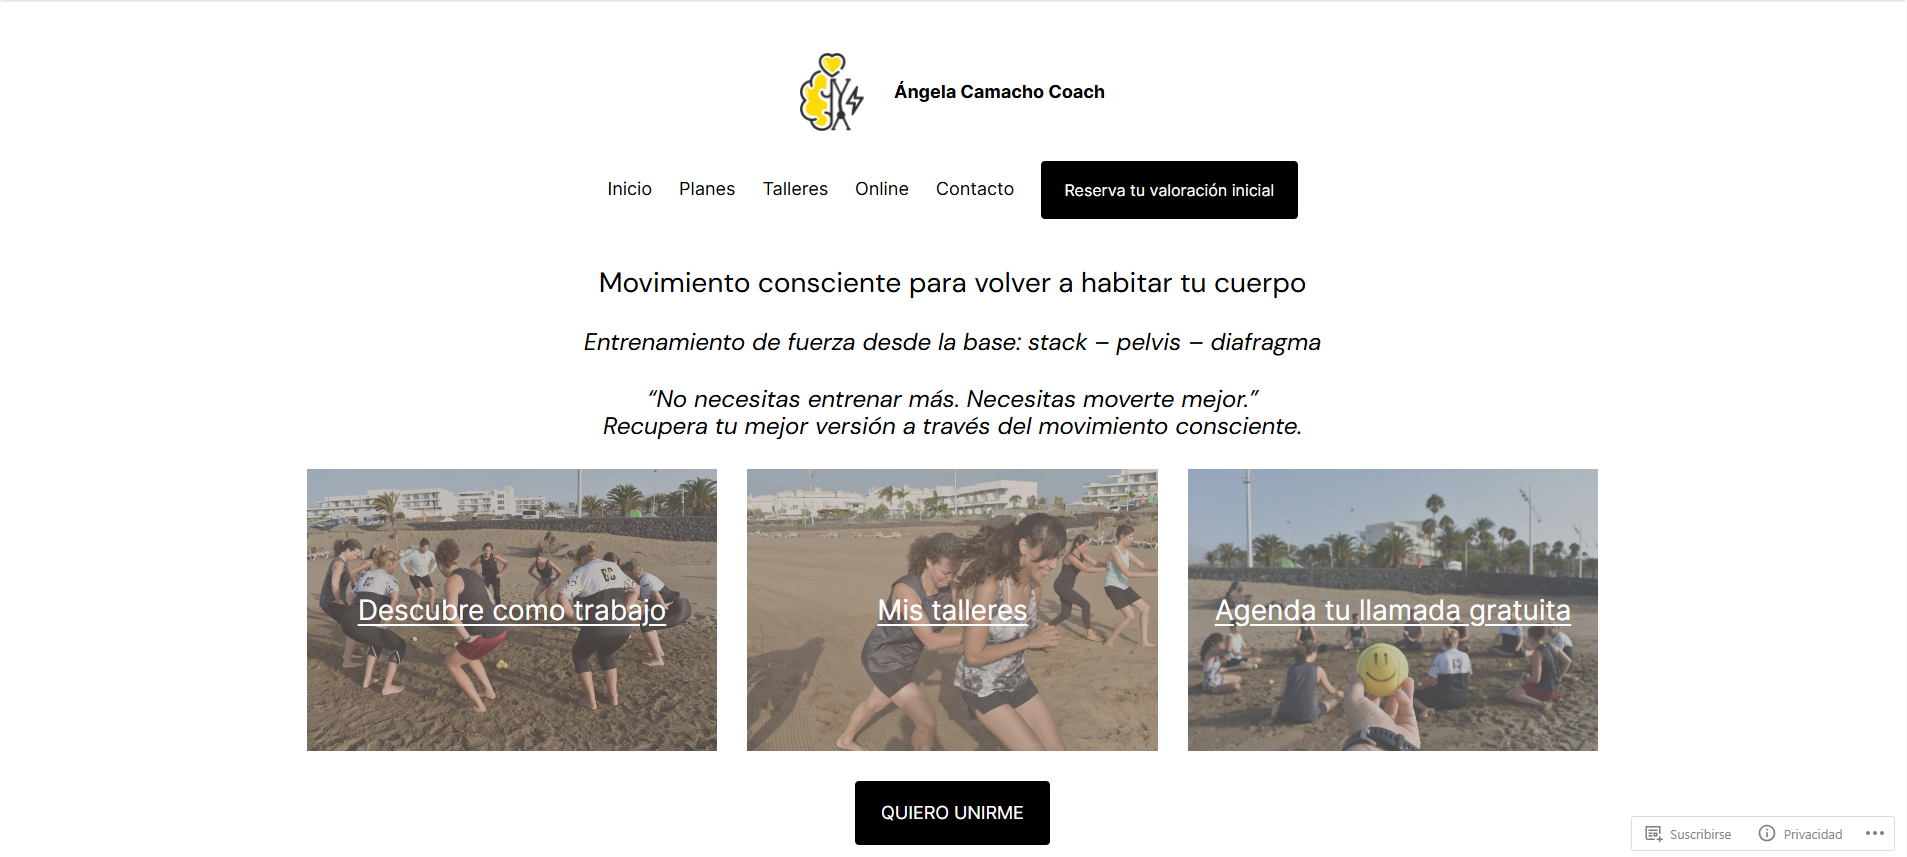 Ángela Camacho Coach
Inicio
Planes
Talleres
Online
Contacto
Reserva tu valoración inicial
Movimiento consciente para volver a habitar tu cuerpo
Entrenamiento de fuerza desde la base: stack – pelvis – diafragma
“No necesitas entrenar más. Necesitas moverte mejor.”
Recupera tu mejor versión a través del movimiento consciente.
Descubre como trabajo
Mis talleres
Agenda tu llamada gratuita
QUIERO UNIRME
Suscribirse
Privacidad